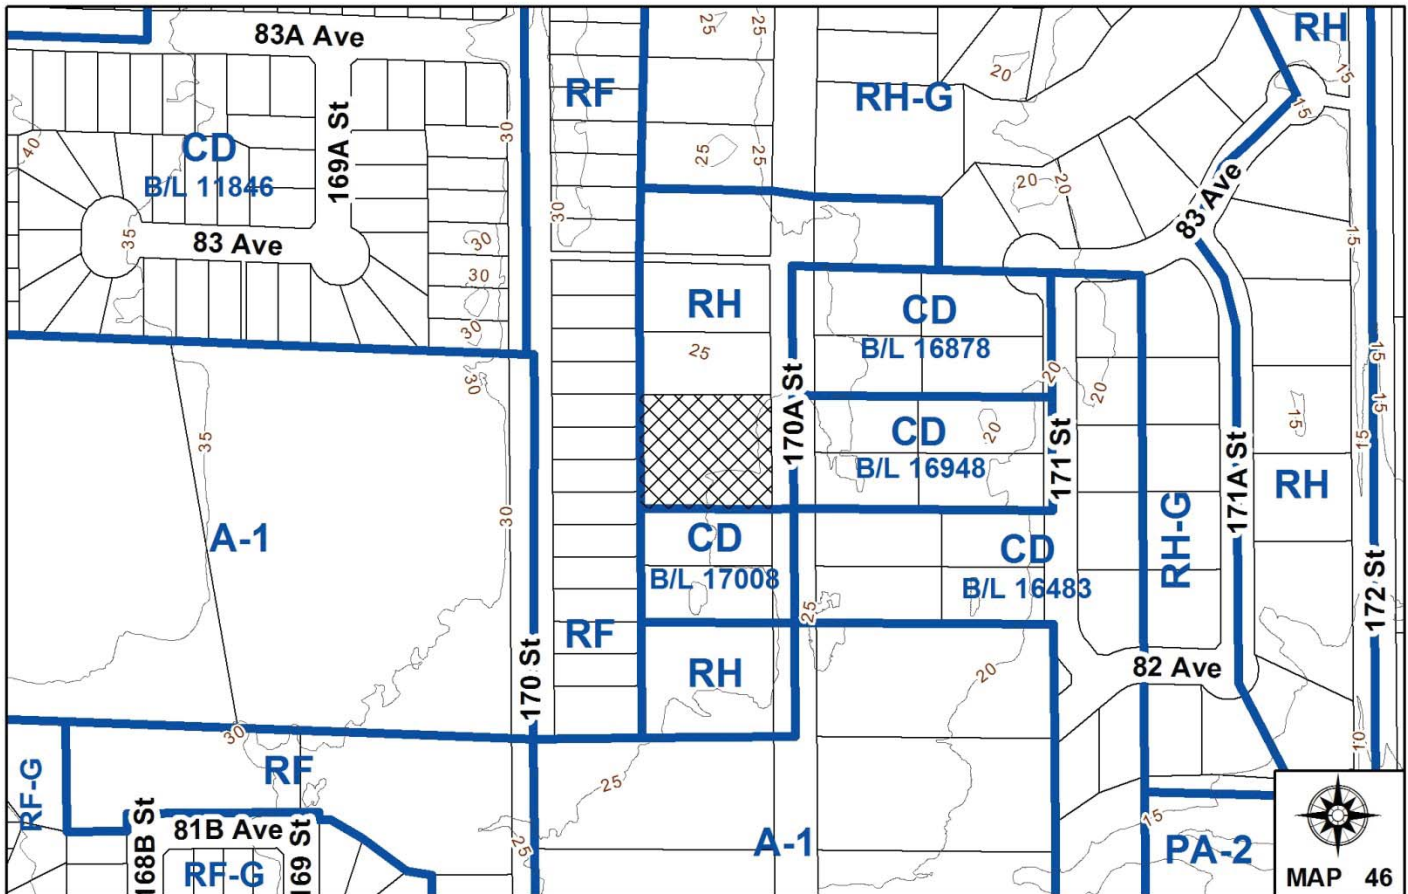 83A Ave
25
25
RH
15
RF
RH-G
20
15
40
CD
B/L 11846
169A St
30
25
25
20
20
83 Ave
35
83 Ave
30
30
15
15
30
30
RH
CD
B/L 16878
25
30
20
20
15
15
35
170A St
CD
B/L 16948
20
171 St
171A St
15
15
RH
30
A-1
CD
B/L 17008
CD
B/L 16483
RH-G
172 St
25
RF
170 St
RH
20
82 Ave
30
10
RF-G
RF
25
168B St
81B Ave
169 St
RF-G
25
A-1
15
PA-2
MAP 46